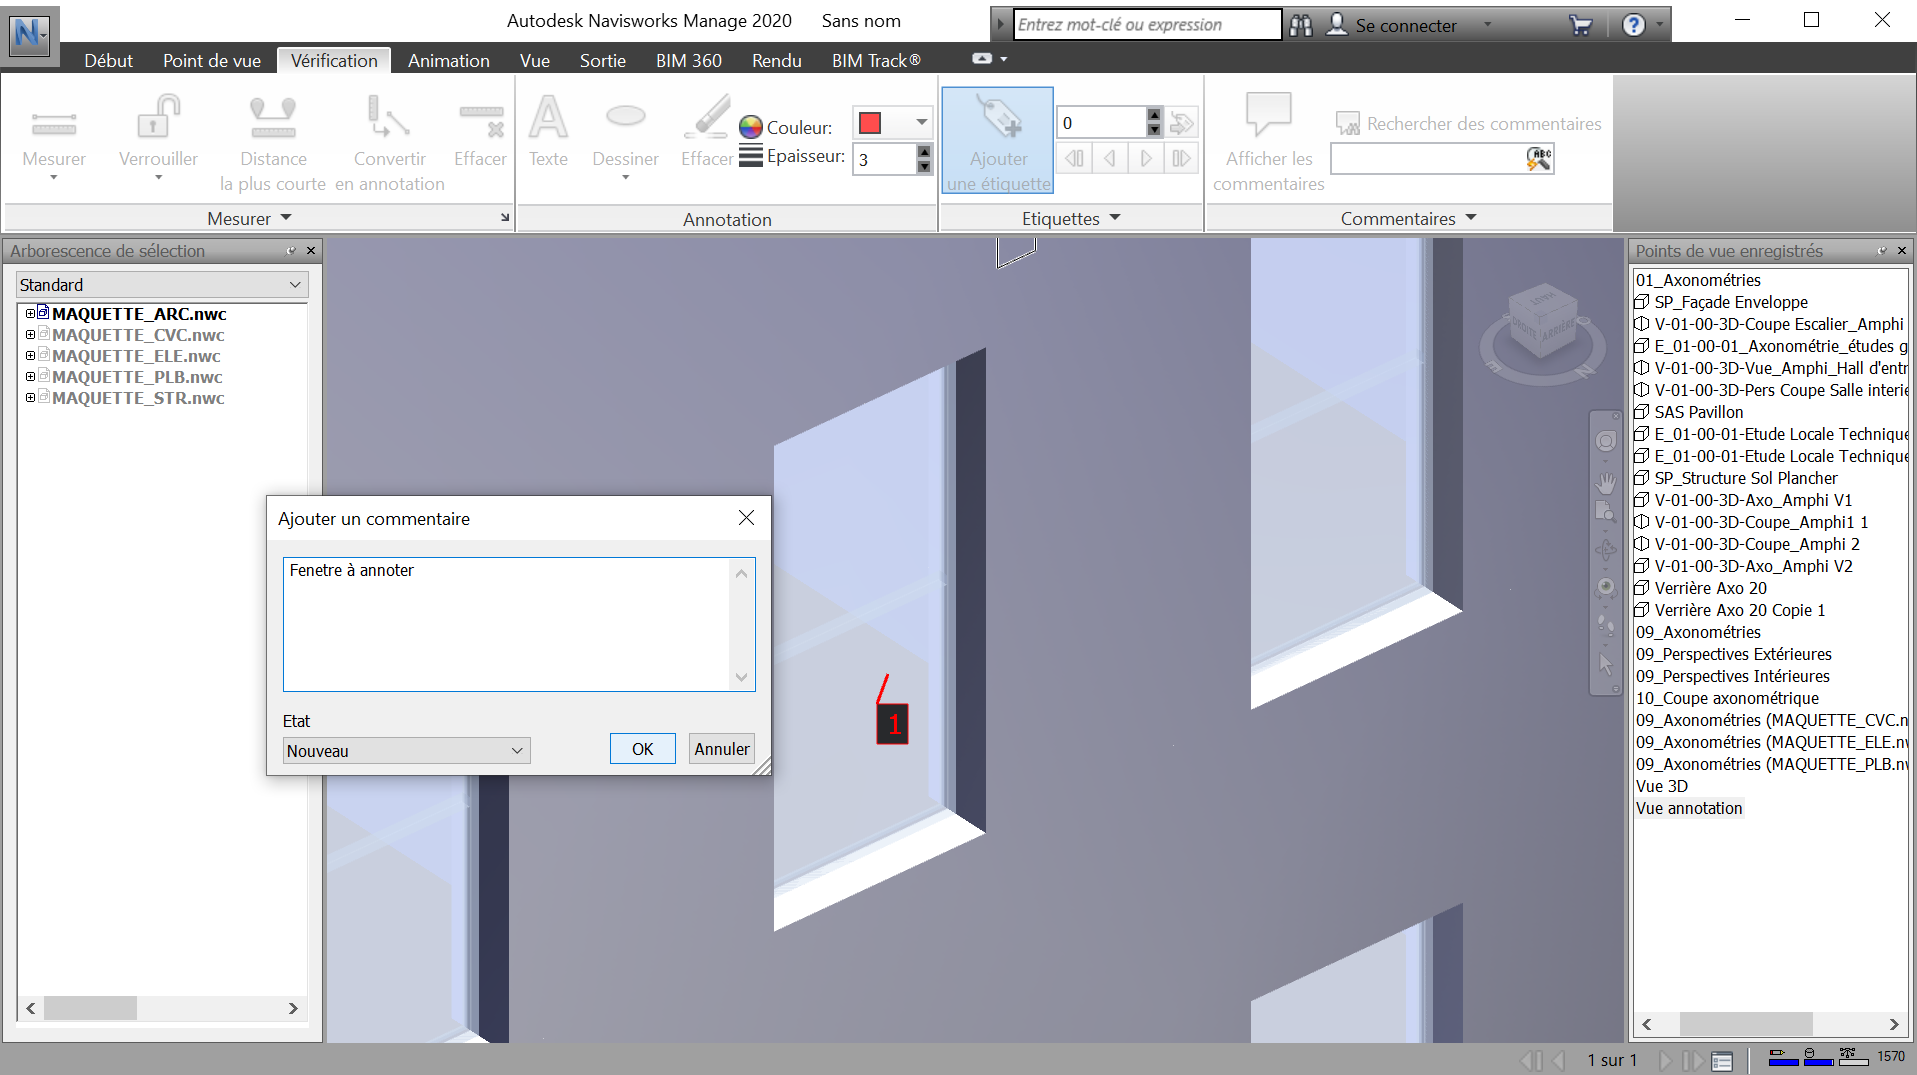 Autodesk Navisworks Manage 2020 Sans nom
Entrez mot-clé ou expression
Se connecter
Début Point de vue Vérification Animation Vue Sortie BIM 360 Rendu BIM Track®
Mesurer
Verrouiller
Distance
la plus courte
Convertir
en annotation
Effacer
Mesurer
Texte
Dessiner
Effacer
Couleur:
Epaisseur: 3
Annotation
Ajouter
une étiquette
0
Etiquettes
Afficher les
commentaires
Rechercher des commentaires
ABC
Commentaires
Arborescence de sélection
Standard
MAQUETTE_ARC.nwc
MAQUETTE_CVC.nwc
MAQUETTE_ELE.nwc
MAQUETTE_PLB.nwc
MAQUETTE_STR.nwc
Ajouter un commentaire
Fenetre à annoter
Etat
Nouveau
OK
Annuler
1
HAUT
DROITE
ARRIÈRE
E
N
Points de vue enregistrés
01_Axonométries
SP_Façade Enveloppe
V-01-00-3D-Coupe Escalier_Amphi
E_01-00-01_Axonométrie_études g
V-01-00-3D-Vue_Amphi_Hall d'entr
V-01-00-3D-Pers Coupe Salle interie
SAS Pavillon
E_01-00-01-Etude Locale Technique
E_01-00-01-Etude Locale Technique
SP_Structure Sol Plancher
V-01-00-3D-Axo_Amphi V1
V-01-00-3D-Coupe_Amphi1 1
V-01-00-3D-Coupe_Amphi 2
V-01-00-3D-Axo_Amphi V2
Verrière Axo 20
Verrière Axo 20 Copie 1
09_Axonométries
09_Perspectives Extérieures
09_Perspectives Intérieures
10_Coupe axonométrique
09_Axonométries (MAQUETTE_CVC.n
09_Axonométries (MAQUETTE_ELE.nw
09_Axonométries (MAQUETTE_PLB.nw
Vue 3D
Vue annotation
1 sur 1
1570